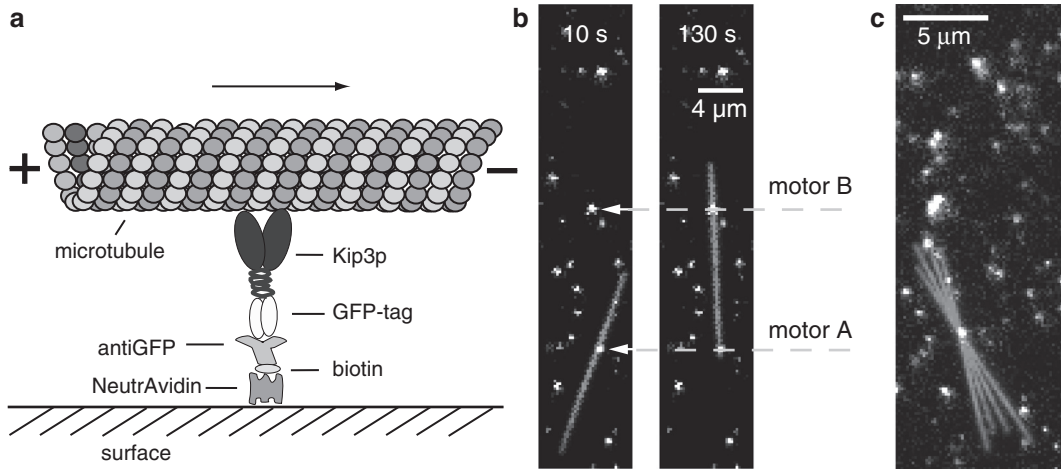 a
+
−
microtubule
Kip3p
GFP-tag
antiGFP
biotin
NeutrAvidin
surface
b
10 s
130 s
4 µm
motor B
motor A
c
5 µm